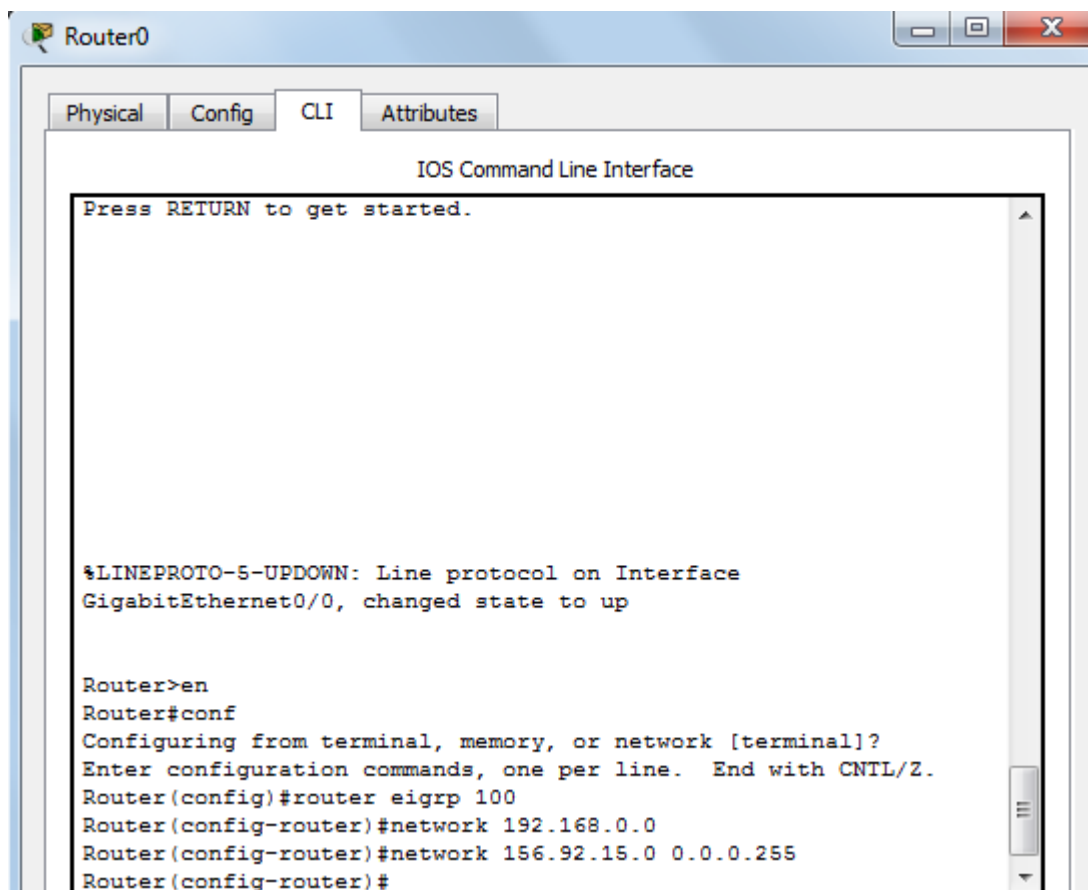 Router0
Physical Config CLI Attributes
IOS Command Line Interface
Press RETURN to get started.
%LINEPROTO-5-UPDOWN: Line protocol on Interface
GigabitEthernet0/0, changed state to up
Router>en
Router#conf
Configuring from terminal, memory, or network [terminal]?
Enter configuration commands, one per line.  End with CNTL/Z.
Router(config)#router eigrp 100
Router(config-router)#network 192.168.0.0
Router(config-router)#network 156.92.15.0 0.0.0.255
Router(config-router)#